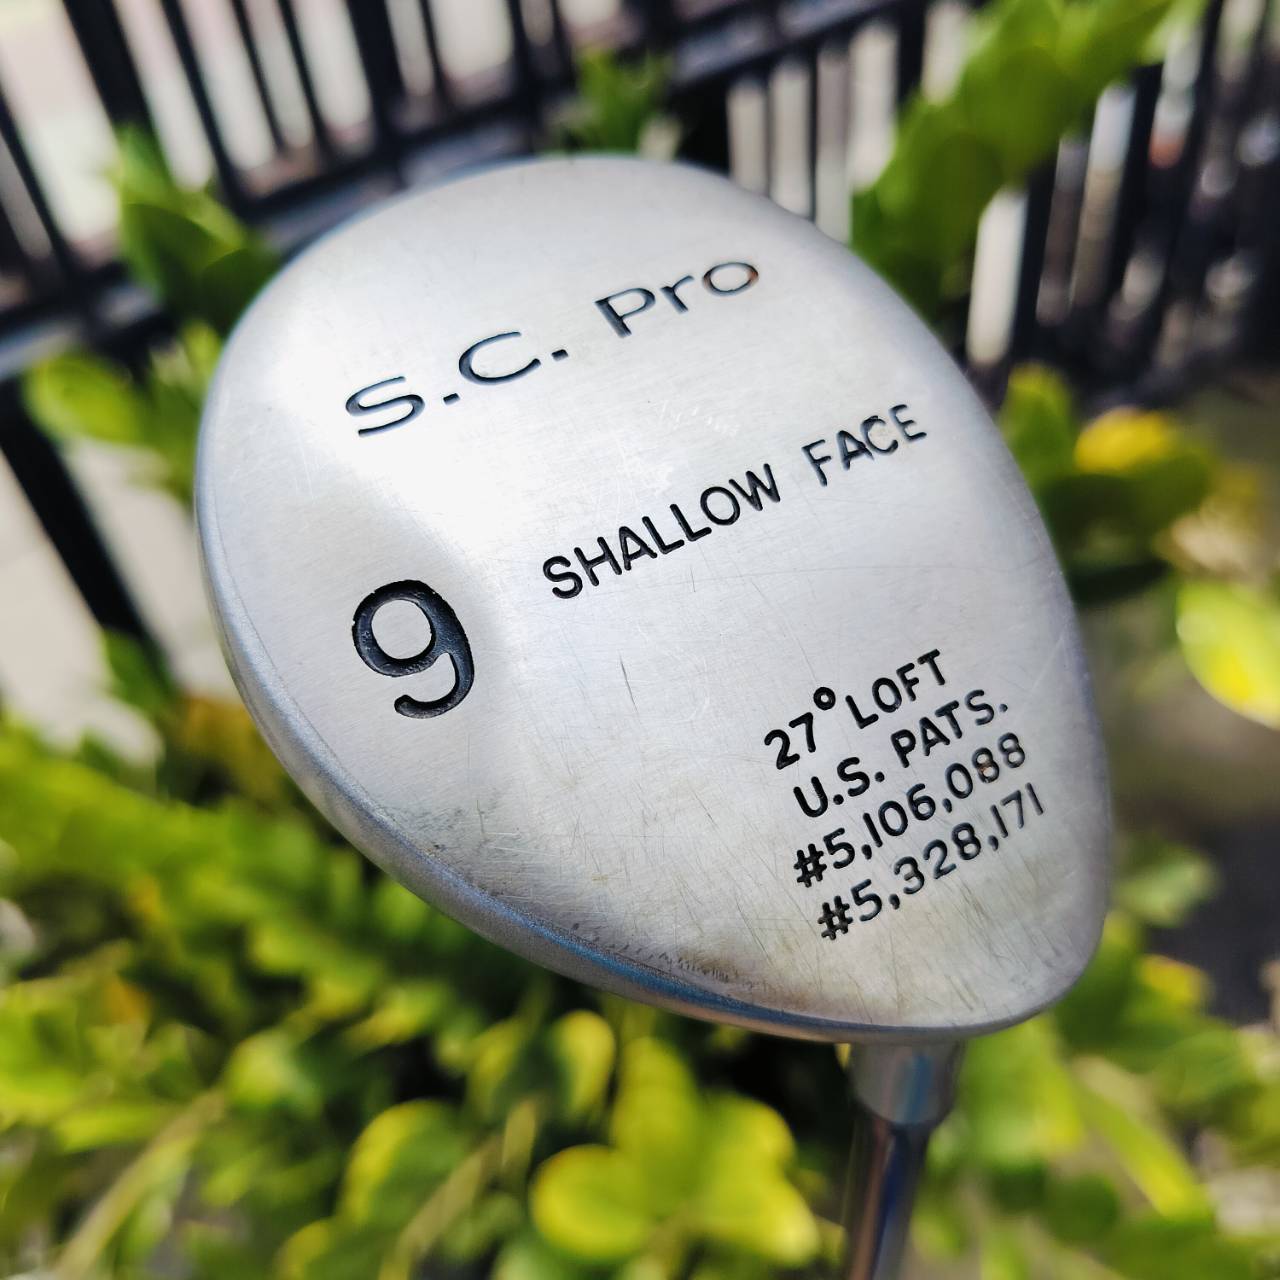 S.C. Pro
SHALLOW FACE
9
27° LOFT
U.S. PATS.
#5,106,088
#5,328,171